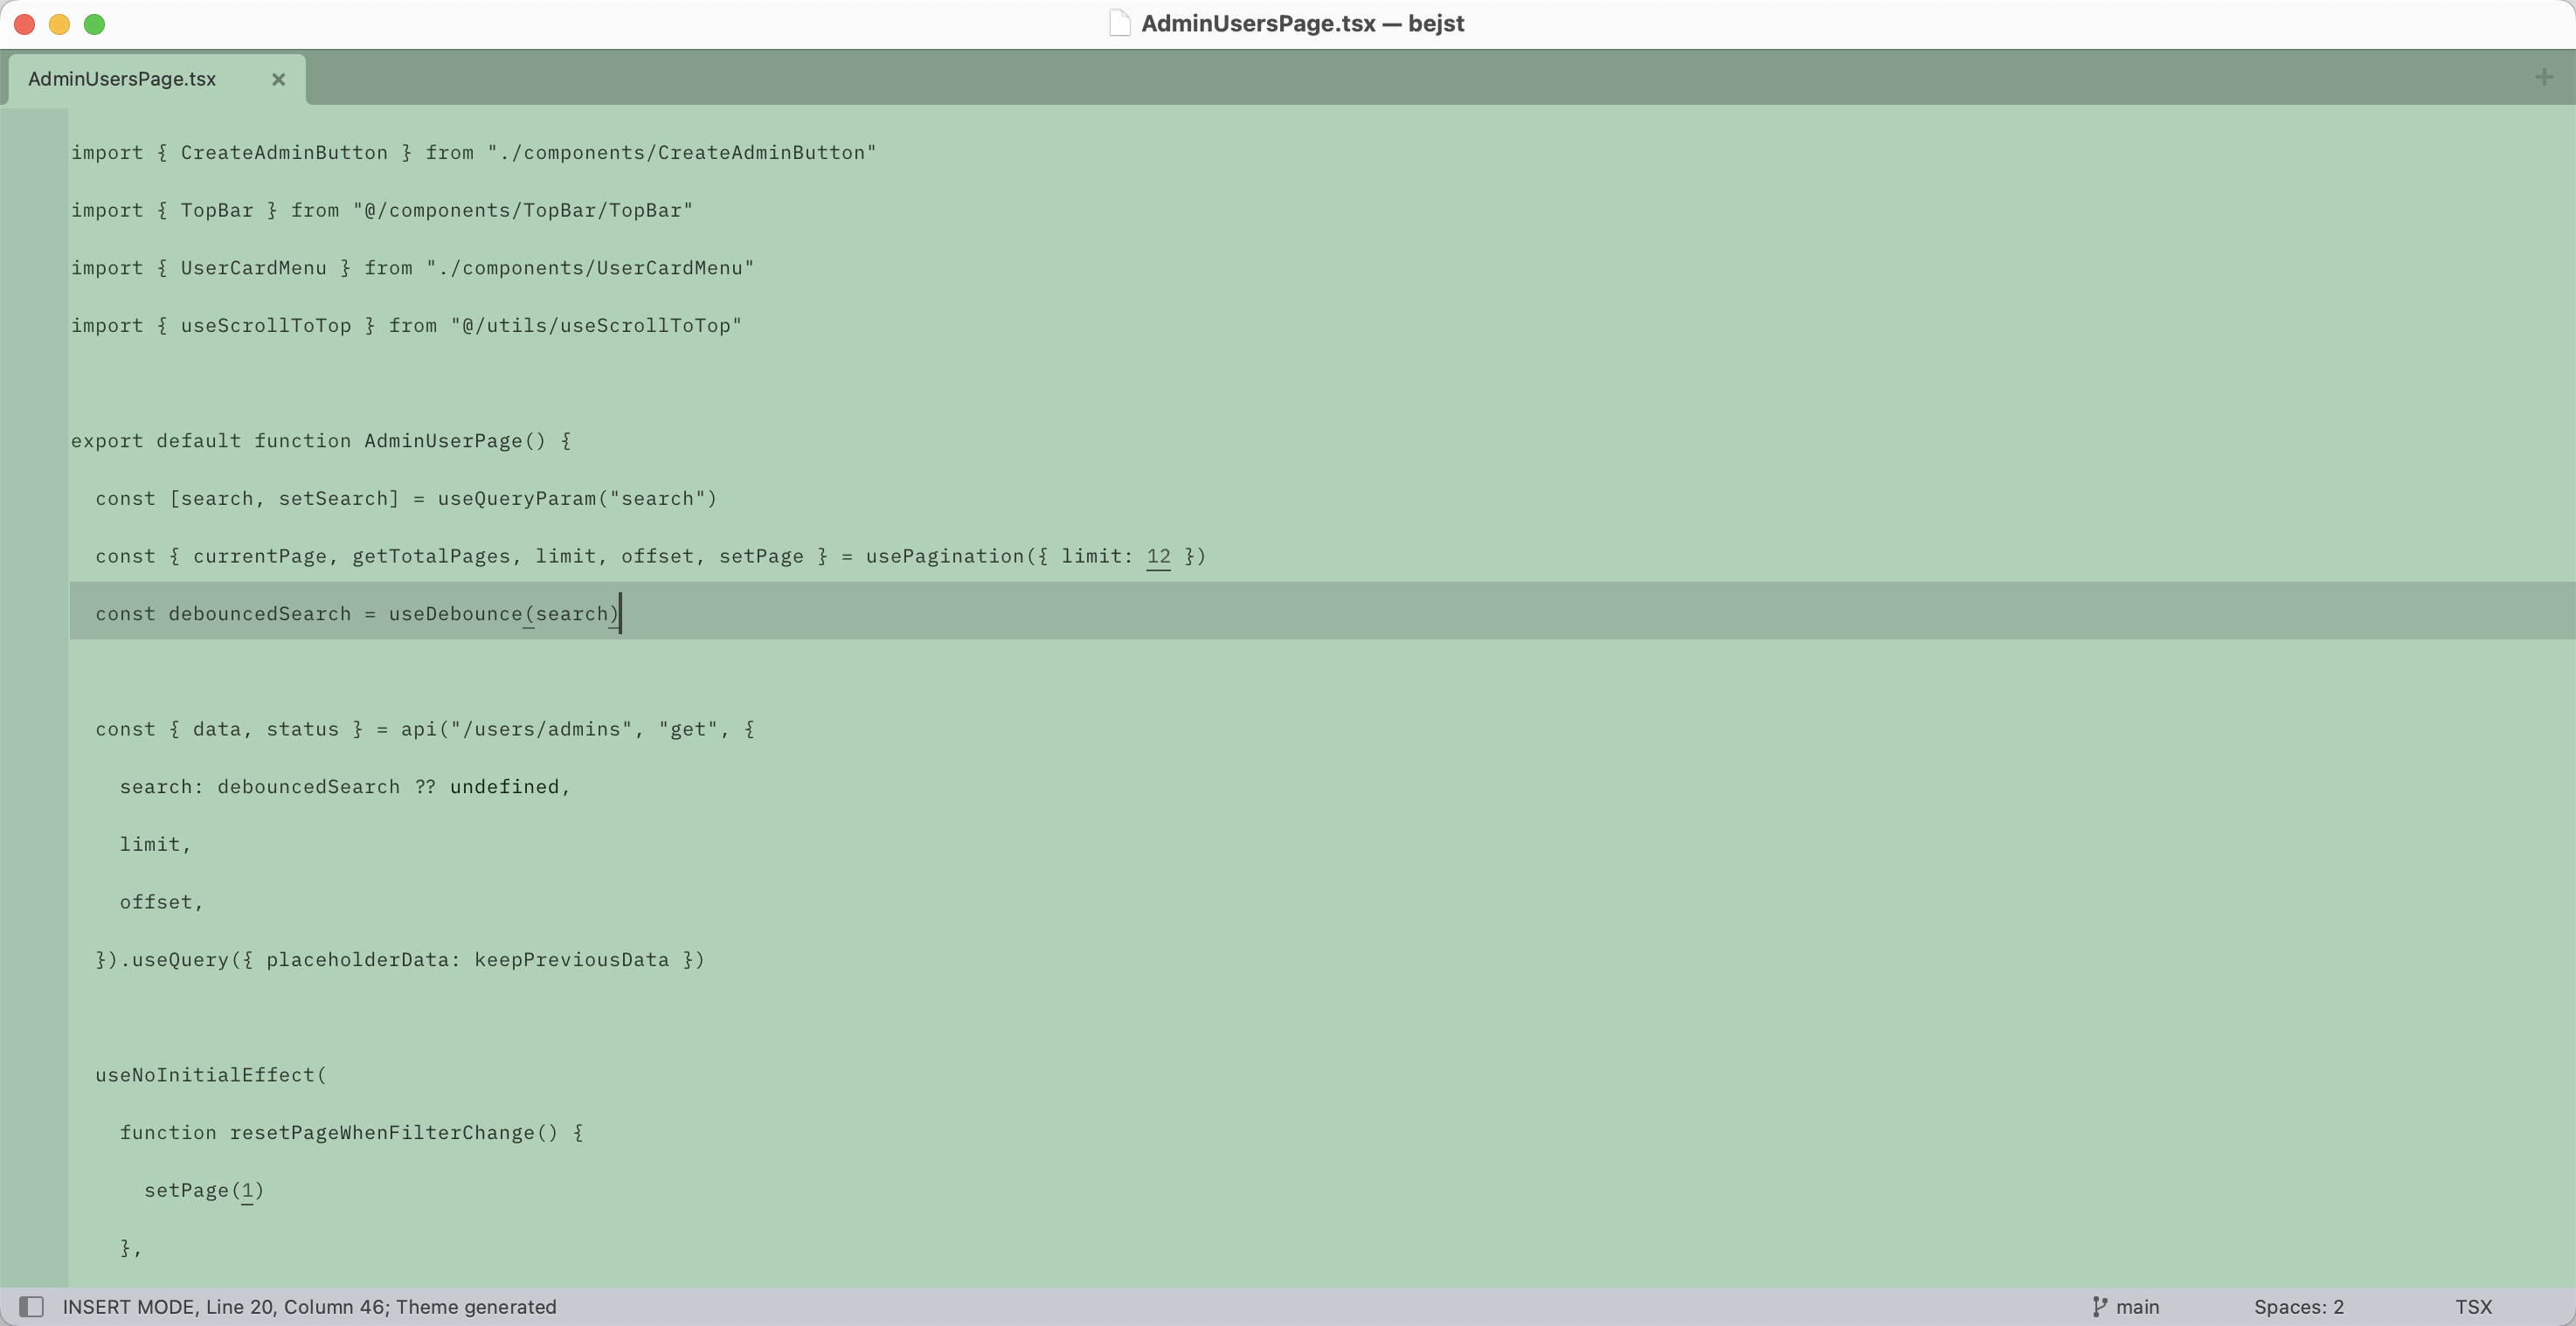 AdminUsersPage.tsx — bejst
AdminUsersPage.tsx
import { CreateAdminButton } from "./components/CreateAdminButton"
import { TopBar } from "@/components/TopBar/TopBar"
import { UserCardMenu } from "./components/UserCardMenu"
import { useScrollToTop } from "@/utils/useScrollToTop"
export default function AdminUserPage() {
  const [search, setSearch] = useQueryParam("search")
  const { currentPage, getTotalPages, limit, offset, setPage } = usePagination({ limit: 12 })
  const debouncedSearch = useDebounce(search)
  const { data, status } = api("/users/admins", "get", {
    search: debouncedSearch ?? undefined,
    limit,
    offset,
  }).useQuery({ placeholderData: keepPreviousData })
  useNoInitialEffect(
    function resetPageWhenFilterChange() {
      setPage(1)
    },
INSERT MODE, Line 20, Column 46; Theme generated
main
Spaces: 2
TSX